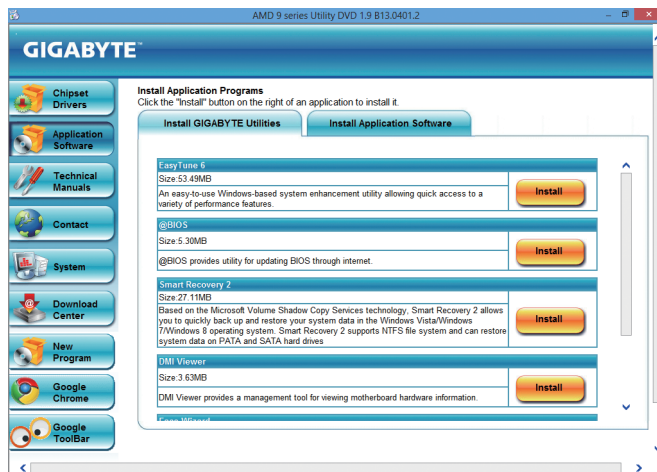 AMD 9 series Utility DVD 1.9 B13.0401.2
GIGABYTE™
Chipset
Drivers
Application
Software
Technical
Manuals
Contact
System
Download
Center
New
Program
Google
Chrome
Google
ToolBar
Install Application Programs
Click the "Install" button on the right of an application to install it.
Install GIGABYTE Utilities
Install Application Software
EasyTune 6
Size:53.49MB
An easy-to-use Windows-based system enhancement utility allowing quick access to a
variety of performance features.
Install
@BIOS
Size:5.30MB
@BIOS provides utility for updating BIOS through internet.
Install
Smart Recovery 2
Size:27.11MB
Based on the Microsoft Volume Shadow Copy Services technology, Smart Recovery 2 allows
you to quickly back up and restore your system data in the Windows Vista/Windows
7/Windows 8 operating system. Smart Recovery 2 supports NTFS file system and can restore
system data on PATA and SATA hard drives
Install
DMI Viewer
Size:3.63MB
DMI Viewer provides a management tool for viewing motherboard hardware information.
Install